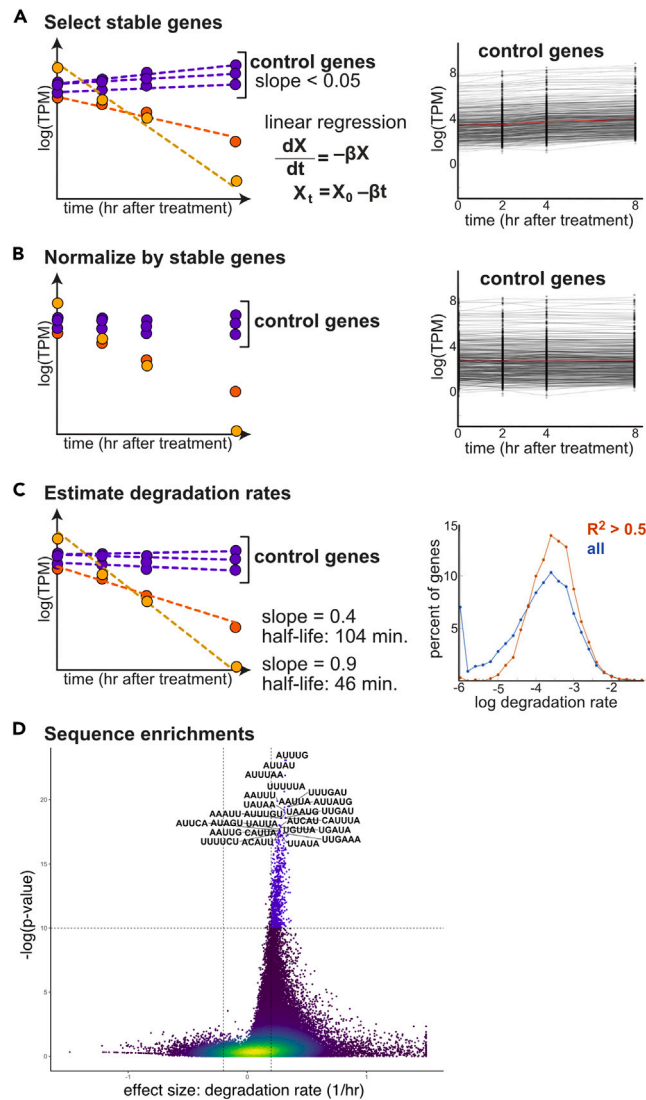 A Select stable genes
control genes
slope < 0.05
linear regression
dX/dt = -βX
Xt = X0 -βt
log(TPM)
time (hr after treatment)
control genes
log(TPM)
8
4
0
0 2 4 8
time (hr after treatment)
B Normalize by stable genes
control genes
log(TPM)
time (hr after treatment)
control genes
log(TPM)
8
4
0
0 2 4 8
time (hr after treatment)
C Estimate degradation rates
control genes
log(TPM)
slope = 0.4
half-life: 104 min.
slope = 0.9
half-life: 46 min.
time (hr after treatment)
R² > 0.5
all
percent of genes
15
10
5
-6 -5 -4 -3 -2
log degradation rate
D Sequence enrichments
AUUUG
AUUAU
AUUUAA
UUUUUA
AAUUU UUUGAU
UAUAA AAUUA AUUAUG
AAAUU AUUUGU UAAUG UUGAU
AUUCA AUAGU UAUUA AUCAU CAUUUA
AAUUG CAUUA UGUUA UGAUA
UUUUCU ACAUU UUAUA UUGAAA
-log(p-value)
20
15
10
5
0
-1 0 1
effect size: degradation rate (1/hr)